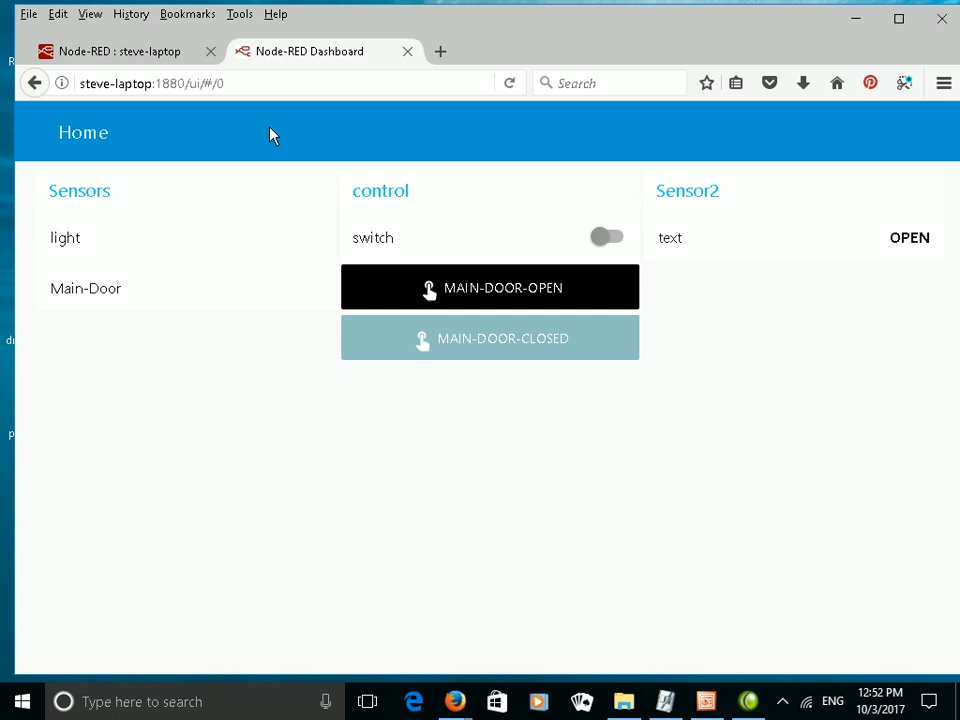 File Edit View History Bookmarks Tools Help
Node-RED : steve-laptop
Node-RED Dashboard
steve-laptop:1880/ui/#/0
Search
Home
Sensors
light
Main-Door
control
switch
MAIN-DOOR-OPEN
MAIN-DOOR-CLOSED
Sensor2
text OPEN
Type here to search
ENG
12:52 PM
10/3/2017